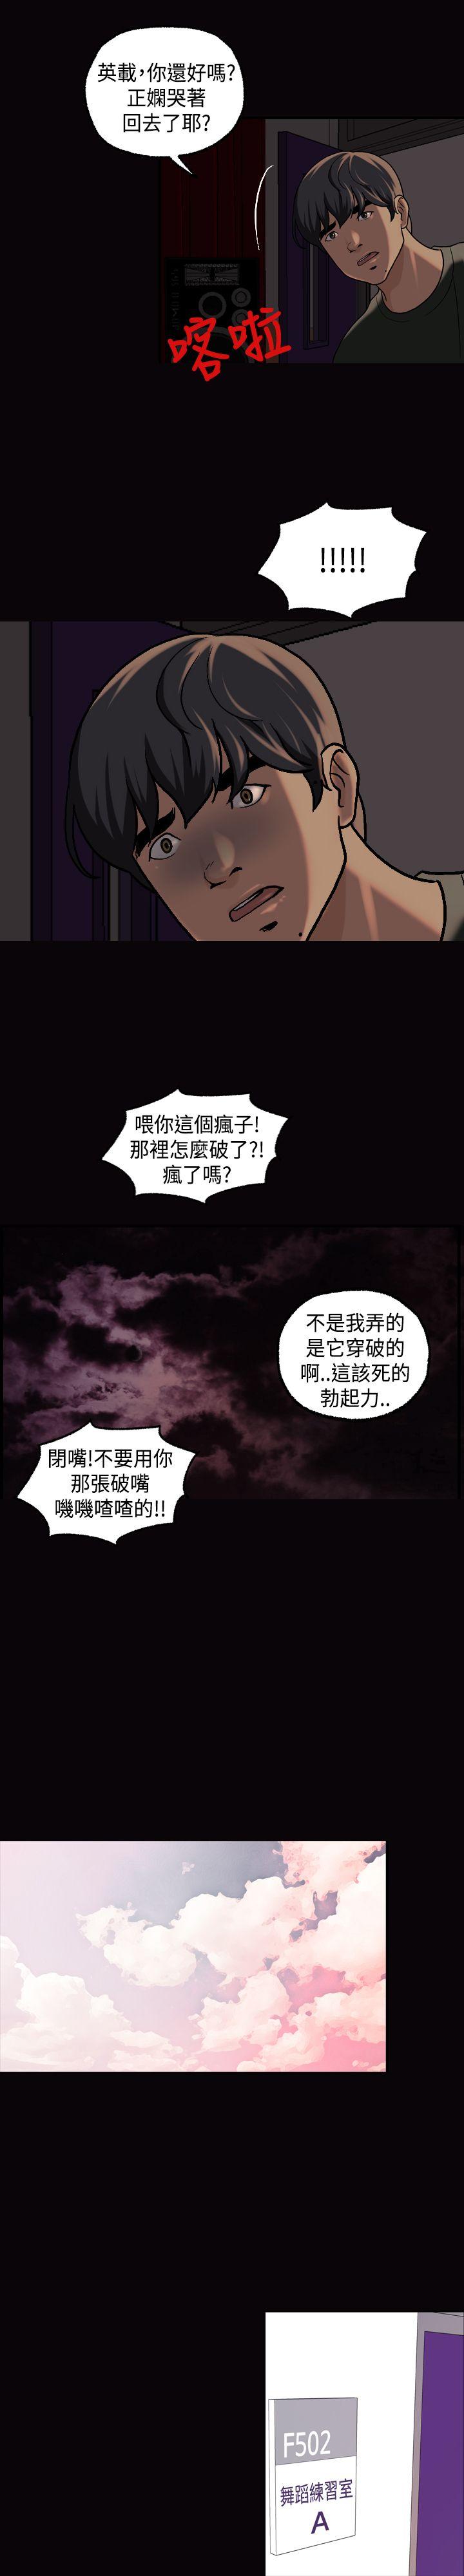 英載,你還好嗎?
正嫻哭著
回去了耶?
喀啦
!!!!!
喂你這個瘋子!
那裡怎麼破了?!
瘋了嗎?
不是我弄的
是它穿破的
啊..這該死的
勃起力..
閉嘴!不要用你
那張破嘴
嘰嘰喳喳的!!
F502
舞蹈練習室
A